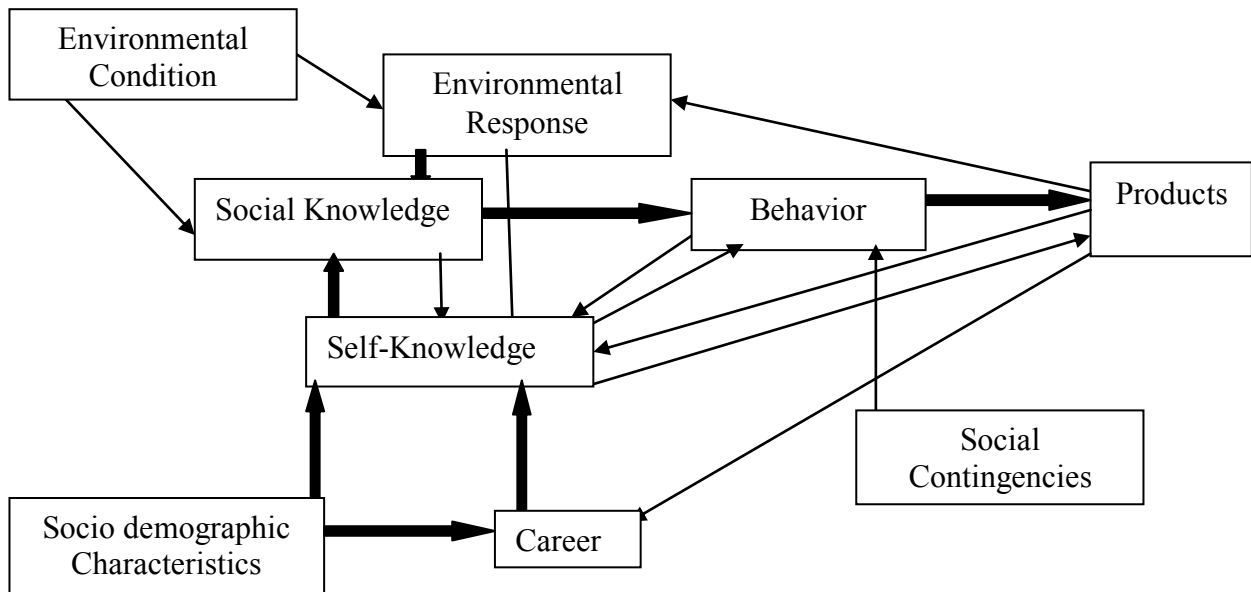 Environmental
Condition
Environmental
Response
Social Knowledge
Behavior
Products
Self-Knowledge
Social
Contingencies
Socio demographic
Characteristics
Career